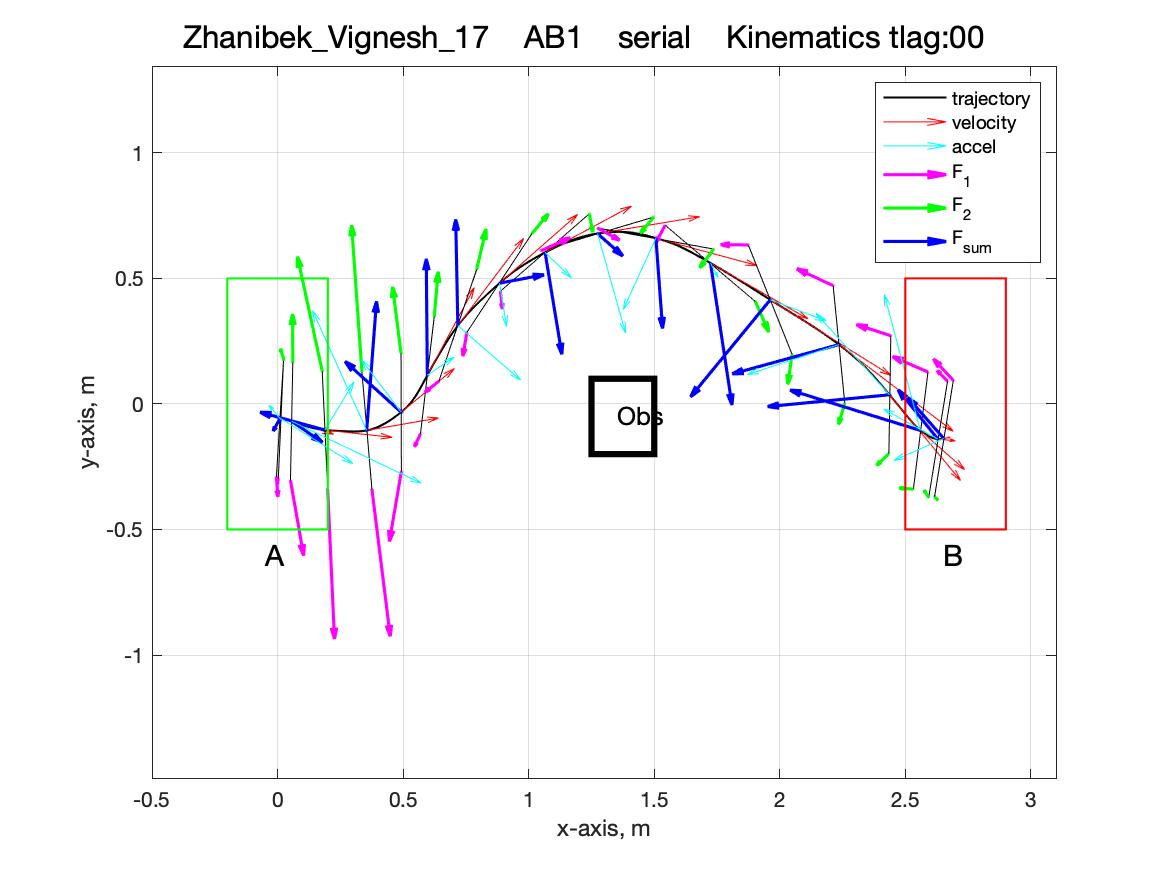 Zhanibek_Vignesh_17 AB1 serial Kinematics tlag:00
trajectory
velocity
accel
F1
F2
Fsum
1
0.5
0
-0.5
-1
y-axis, m
Obs
A
B
-0.5 0 0.5 1 1.5 2 2.5 3
x-axis, m